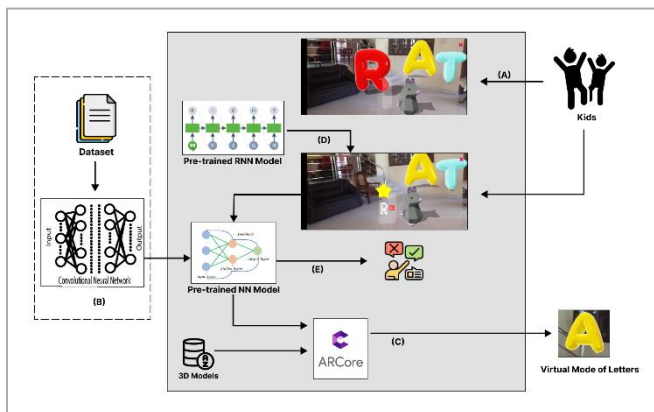 R A T
(A)
Kids
Dataset
(D)
Pre-trained RNN Model
A T
R
Input
Output
Convolutional Neural Network
(B)
(E)
Pre-trained NN Model
ARCore
(C)
3D Models
A
Virtual Mode of Letters